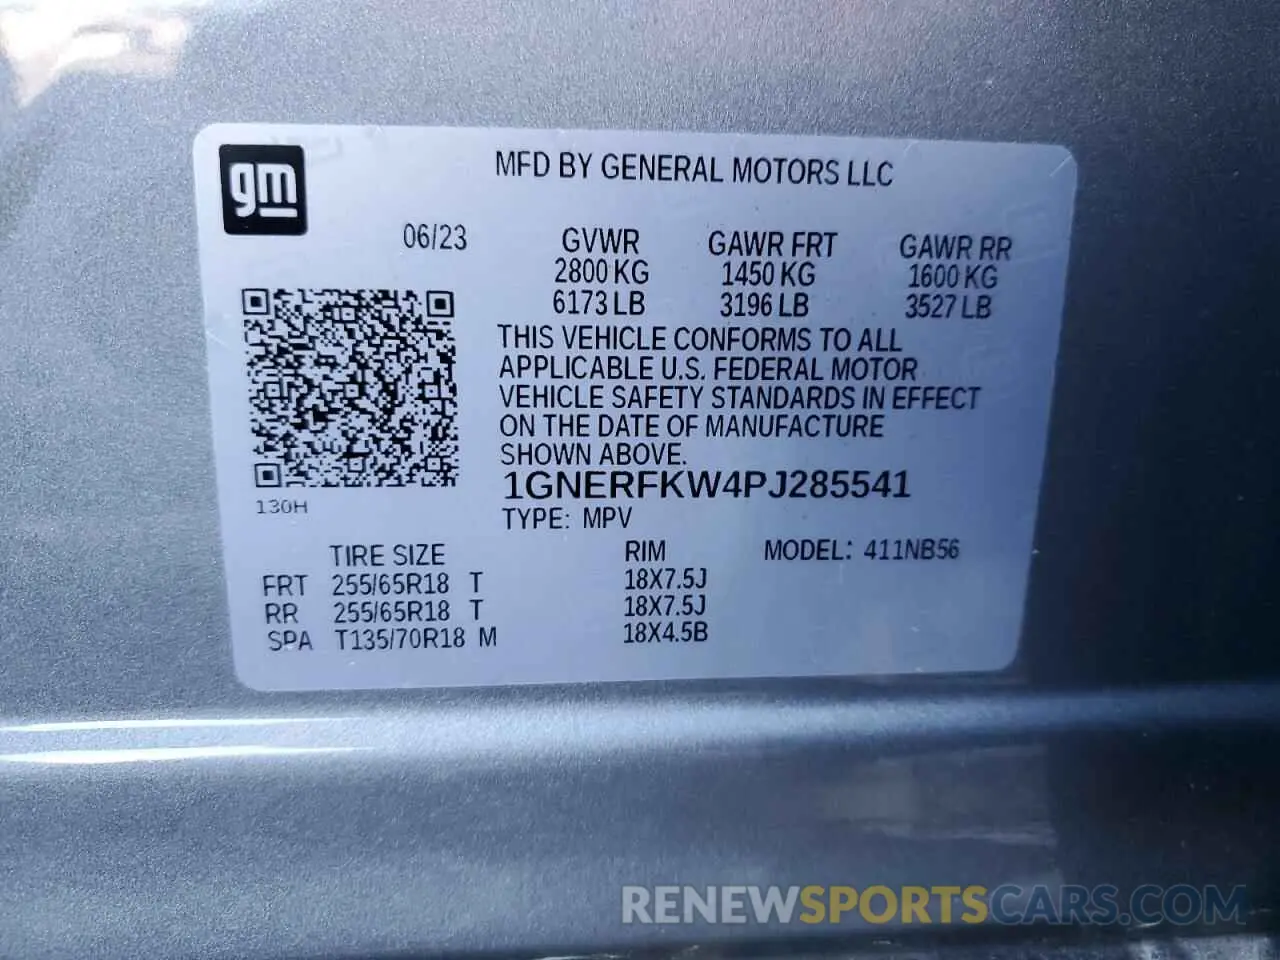 gm
MFD BY GENERAL MOTORS LLC
06/23 GVWR GAWR FRT GAWR RR
2800 KG 1450 KG 1600 KG
6173 LB 3196 LB 3527 LB
THIS VEHICLE CONFORMS TO ALL
APPLICABLE U.S. FEDERAL MOTOR
VEHICLE SAFETY STANDARDS IN EFFECT
ON THE DATE OF MANUFACTURE
SHOWN ABOVE.
1GNERFKW4PJ285541
130H
TYPE: MPV
TIRE SIZE RIM MODEL: 411NB56
FRT 255/65R18 T 18X7.5J
RR 255/65R18 T 18X7.5J
SPA T135/70R18 M 18X4.5B
RENEWSPORTSCARS.COM